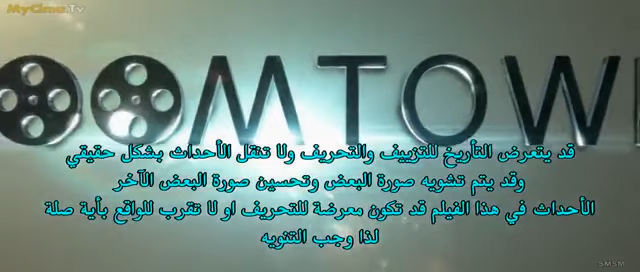 MyCima.Tv
OOMTOW
قد يتعرض التأريخ للتزييف والتحريف ولا تنقل الأحداث بشكل حقيقي
وقد يتم تشويه صورة البعض وتحسين صورة البعض الآخر
الأحداث في هذا الفيلم قد تكون معرضة للتحريف او لا تقرب للواقع بأية صلة
لذا وجب التنويه
SMSM